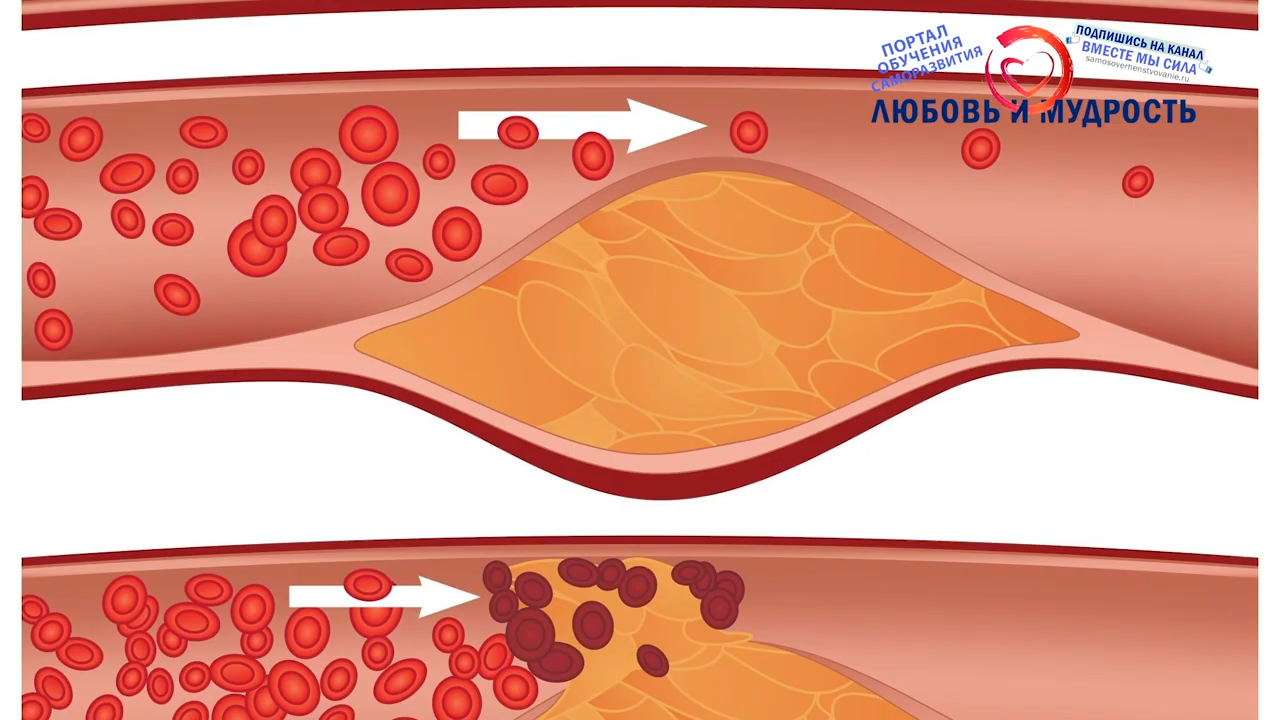 ПОРТАЛ
ОБУЧЕНИЯ
САМОРАЗВИТИЯ
ПОДПИШИСЬ НА КАНАЛ
ВМЕСТЕ МЫ СИЛА
samosoverhenstvovanie.ru
ЛЮБОВЬ И МУДРОСТЬ